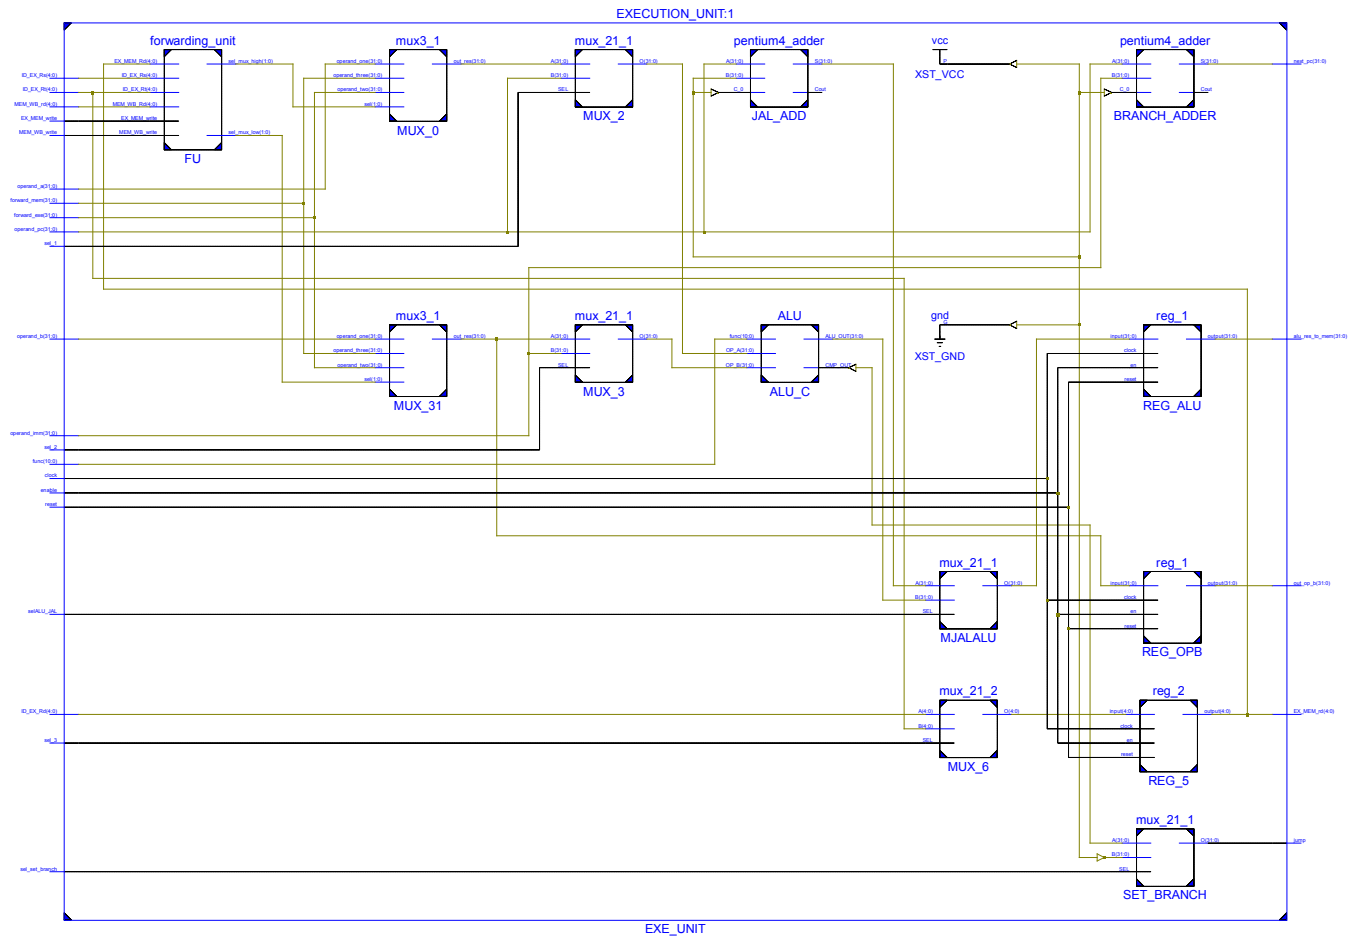 EXECUTION_UNIT:1
forwarding_unit
EX_MEM_Rd(4:0)
ID_EX_Rs(4:0)
ID_EX_Rs(4:0)
ID_EX_Rt(4:0)
ID_EX_Rt(4:0)
MEM_WB_rd(4:0)
MEM_WB_Rd(4:0)
EX_MEM_write
EX_MEM_write
MEM_WB_write
MEM_WB_write
sel_mux_high(1:0)
sel_mux_low(1:0)
FU
mux3_1
operand_one(31:0)
operand_three(31:0)
operand_two(31:0)
sel(1:0)
out_res(31:0)
MUX_0
mux_21_1
A(31:0)
B(31:0)
SEL
O(31:0)
MUX_2
pentium4_adder
A(31:0)
B(31:0)
C_0
S(31:0)
Cout
JAL_ADD
vcc
P
XST_VCC
pentium4_adder
A(31:0)
B(31:0)
C_0
S(31:0)
Cout
BRANCH_ADDER
next_pc(31:0)
operand_a(31:0)
forward_mem(31:0)
forward_exe(31:0)
operand_pc(31:0)
sel_1
operand_b(31:0)
mux3_1
operand_one(31:0)
operand_three(31:0)
operand_two(31:0)
sel(1:0)
out_res(31:0)
MUX_31
mux_21_1
A(31:0)
B(31:0)
SEL
O(31:0)
MUX_3
ALU
func(10:0)
OP_A(31:0)
OP_B(31:0)
ALU_OUT(31:0)
CMP_OUT
ALU_C
gnd
G
XST_GND
reg_1
input(31:0)
clock
en
reset
output(31:0)
REG_ALU
alu_res_to_mem(31:0)
operand_imm(31:0)
sel_2
func(10:0)
clock
enable
reset
mux_21_1
A(31:0)
B(31:0)
SEL
O(31:0)
MJALALU
reg_1
input(31:0)
clock
en
reset
output(31:0)
REG_OPB
out_op_b(31:0)
selALU_JAL
ID_EX_Rd(4:0)
sel_3
mux_21_2
A(4:0)
B(4:0)
SEL
O(4:0)
MUX_6
reg_2
input(4:0)
clock
en
reset
output(4:0)
REG_5
EX_MEM_rd(4:0)
sel_set_branch
mux_21_1
A(31:0)
B(31:0)
SEL
O(31:0)
SET_BRANCH
jump
EXE_UNIT